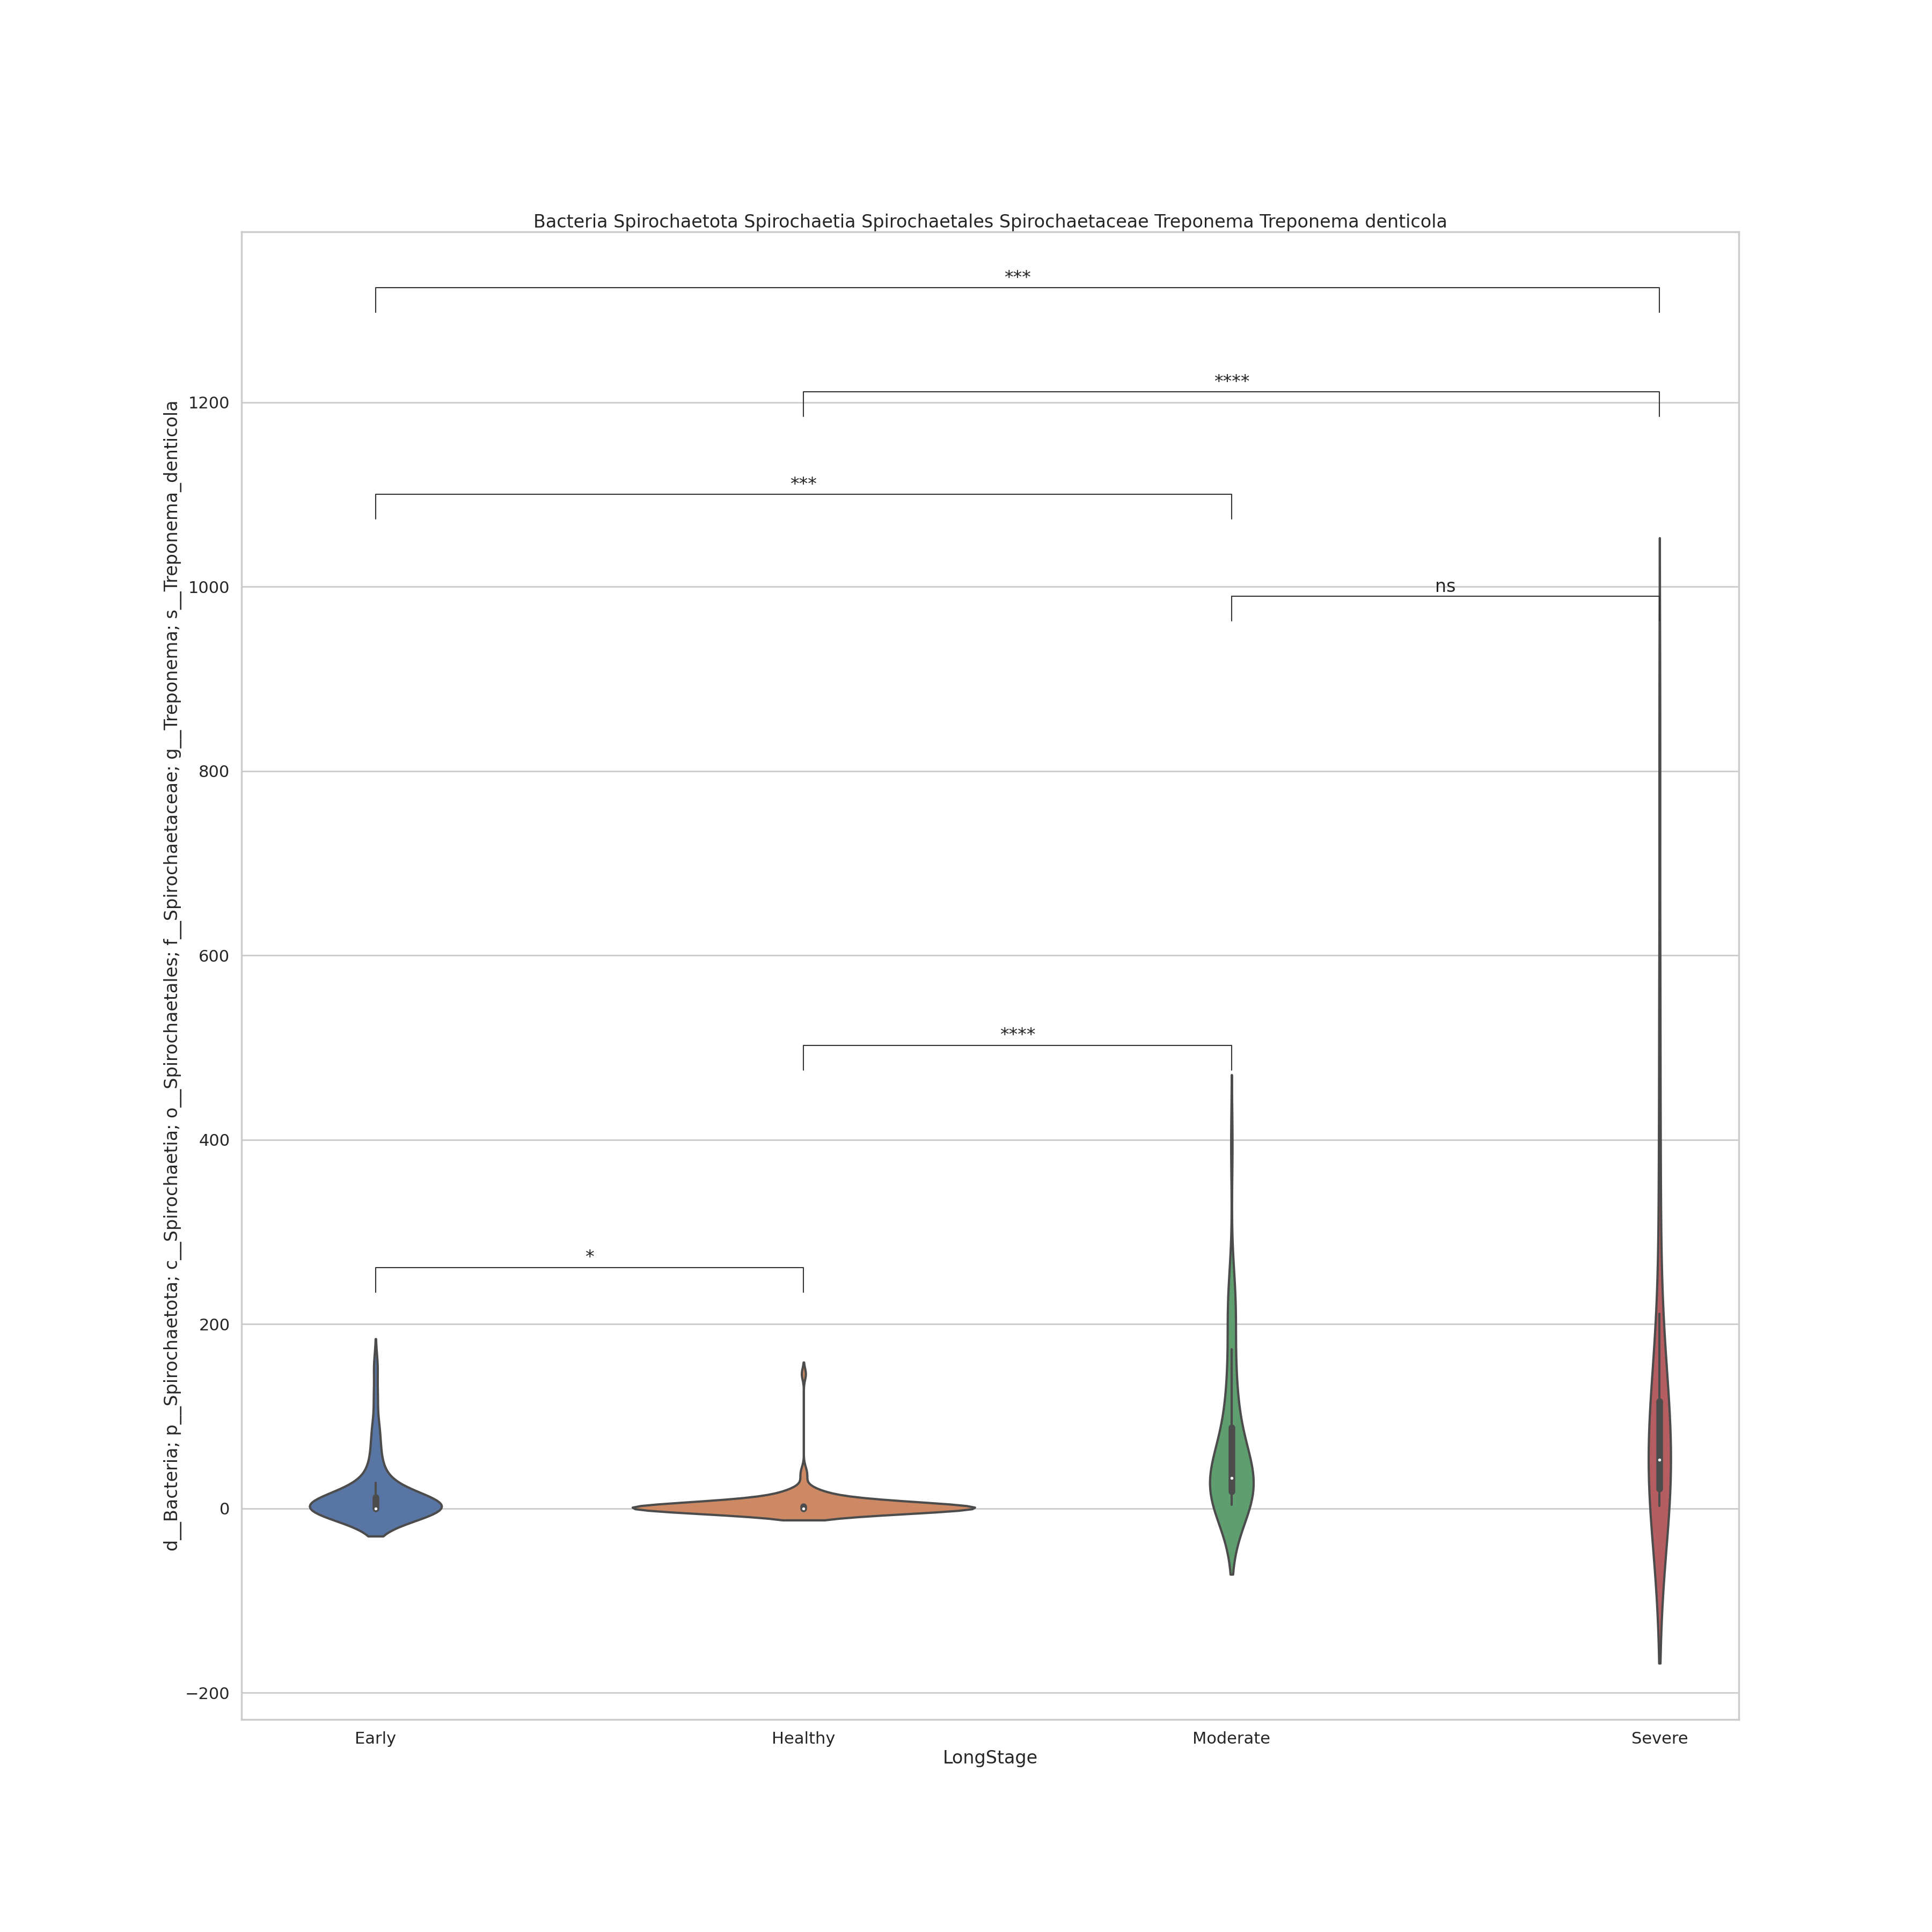 Bacteria Spirochaetota Spirochaetia Spirochaetales Spirochaetaceae Treponema Treponema denticola
***
****
1200
***
1000
ns
800
600
****
400
*
200
0
−200
d__Bacteria; p__Spirochaetota; c__Spirochaetia; o__Spirochaetales; f__Spirochaetaceae; g__Treponema; s__Treponema_denticola
Early Healthy Moderate Severe
LongStage